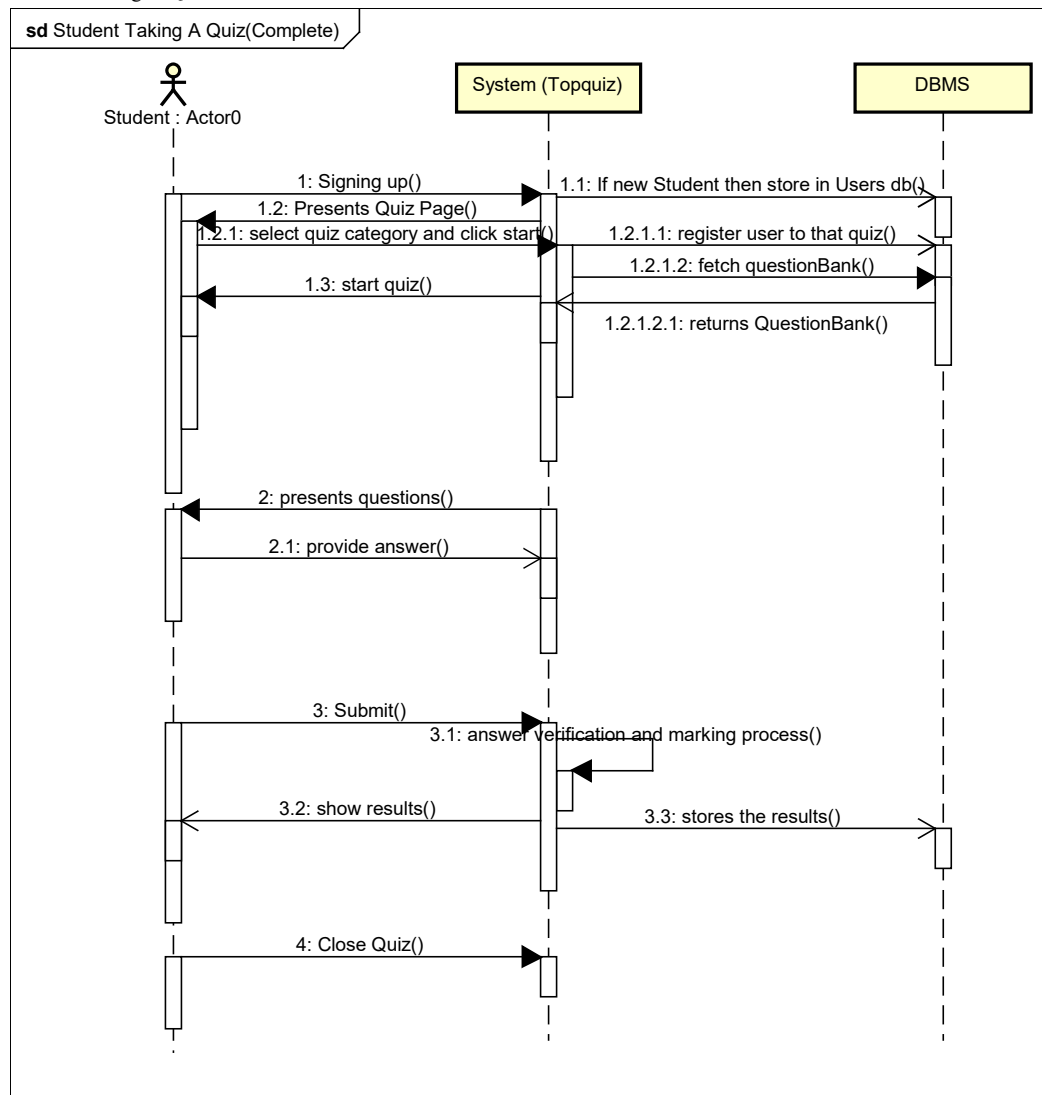 sd Student Taking A Quiz(Complete)
Student : Actor0
System (Topquiz)
DBMS
1: Signing up()
1.1: If new Student then store in Users db()
1.2: Presents Quiz Page()
1.2.1: select quiz category and click start()
1.2.1.1: register user to that quiz()
1.2.1.2: fetch questionBank()
1.3: start quiz()
1.2.1.2.1: returns QuestionBank()
2: presents questions()
2.1: provide answer()
3: Submit()
3.1: answer verification and marking process()
3.2: show results()
3.3: stores the results()
4: Close Quiz()